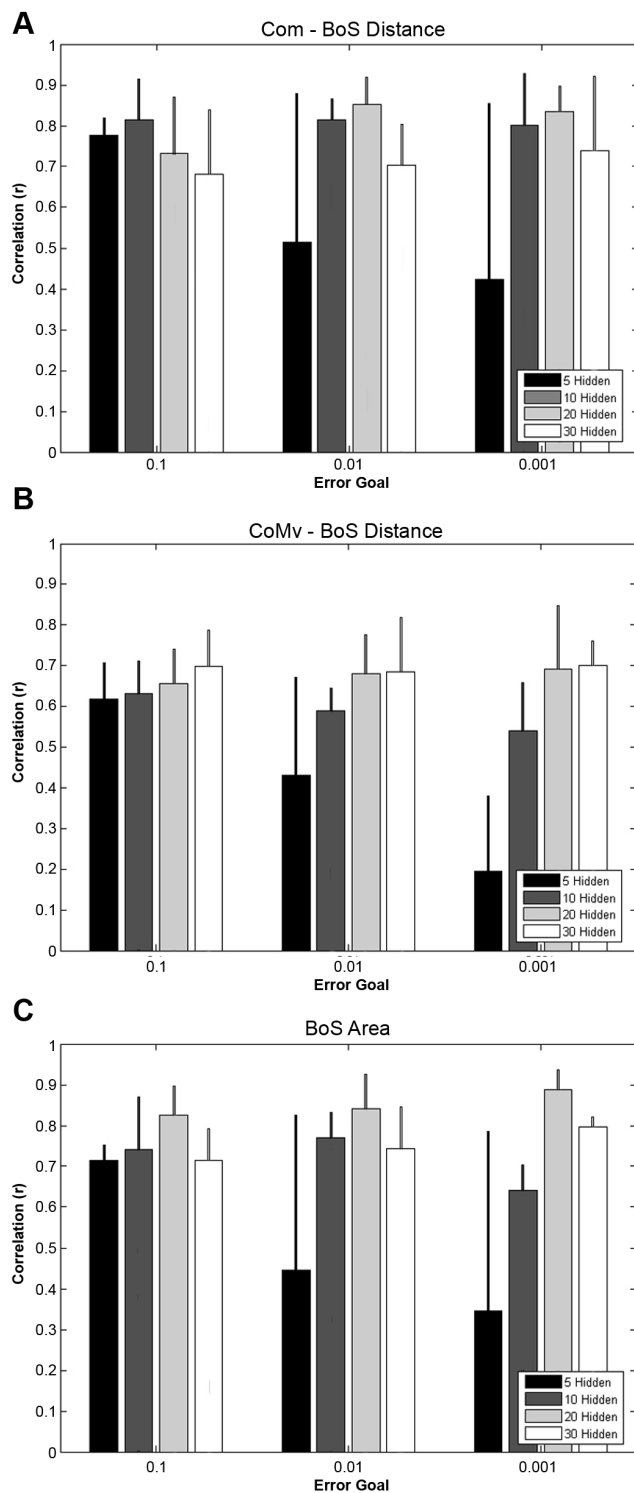 A
Com - BoS Distance
1
0.9
0.8
0.7
0.6
0.5
0.4
0.3
0.2
0.1
0
Correlation (r)
5 Hidden
10 Hidden
20 Hidden
30 Hidden
0.1 0.01 0.001
Error Goal
B
CoMv - BoS Distance
1
0.9
0.8
0.7
0.6
0.5
0.4
0.3
0.2
0.1
0
Correlation (r)
5 Hidden
10 Hidden
20 Hidden
30 Hidden
0.1 0.01 0.001
Error Goal
C
BoS Area
1
0.9
0.8
0.7
0.6
0.5
0.4
0.3
0.2
0.1
0
Correlation (r)
5 Hidden
10 Hidden
20 Hidden
30 Hidden
0.1 0.01 0.001
Error Goal